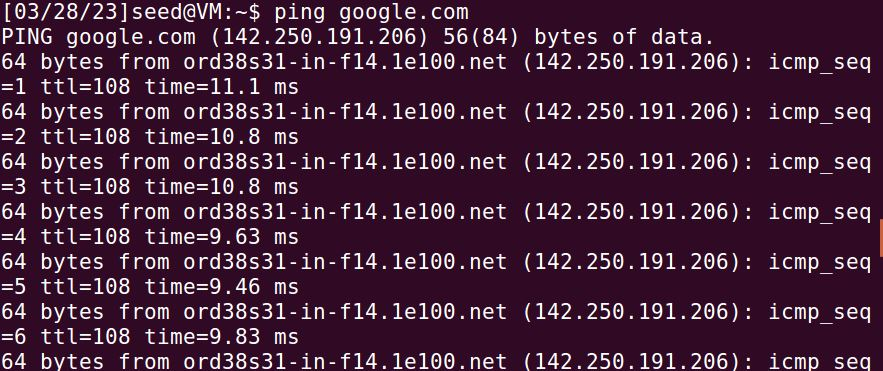 [03/28/23]seed@VM:~$ ping google.com
PING google.com (142.250.191.206) 56(84) bytes of data.
64 bytes from ord38s31-in-f14.1e100.net (142.250.191.206): icmp_seq
=1 ttl=108 time=11.1 ms
64 bytes from ord38s31-in-f14.1e100.net (142.250.191.206): icmp_seq
=2 ttl=108 time=10.8 ms
64 bytes from ord38s31-in-f14.1e100.net (142.250.191.206): icmp_seq
=3 ttl=108 time=10.8 ms
64 bytes from ord38s31-in-f14.1e100.net (142.250.191.206): icmp_seq
=4 ttl=108 time=9.63 ms
64 bytes from ord38s31-in-f14.1e100.net (142.250.191.206): icmp_seq
=5 ttl=108 time=9.46 ms
64 bytes from ord38s31-in-f14.1e100.net (142.250.191.206): icmp_seq
=6 ttl=108 time=9.83 ms
64 bytes from ord38s31-in-f14.1e100.net (142.250.191.206): icmp_seq